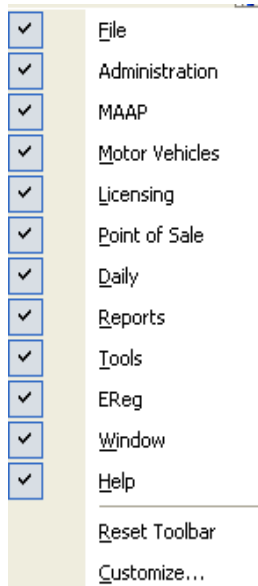 File
Administration
MAAP
Motor Vehicles
Licensing
Point of Sale
Daily
Reports
Tools
EReg
Window
Help
Reset Toolbar
Customize...